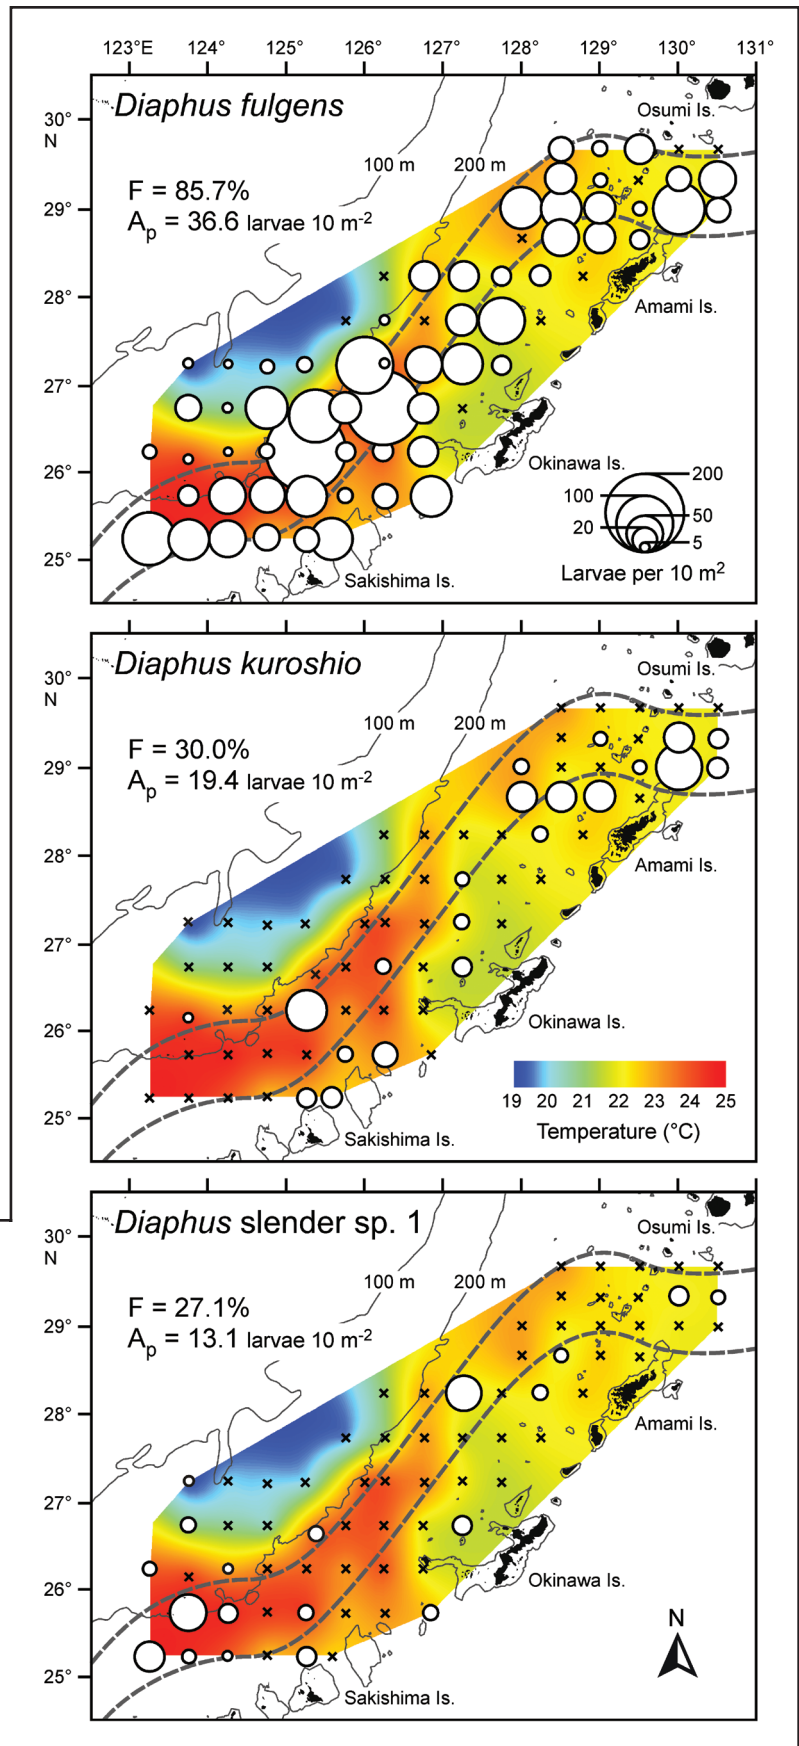 123°E 124° 125° 126° 127° 128° 129° 130° 131°
30°
N
29°
28°
27°
26°
25°
Diaphus fulgens
F = 85.7%
Ap = 36.6 larvae 10 m-2
100 m
200 m
Osumi Is.
Amami Is.
Okinawa Is.
Sakishima Is.
200
100
50
20
5
Larvae per 10 m2
30°
N
29°
28°
27°
26°
25°
Diaphus kuroshio
F = 30.0%
Ap = 19.4 larvae 10 m-2
100 m
200 m
Osumi Is.
Amami Is.
Okinawa Is.
Sakishima Is.
19 20 21 22 23 24 25
Temperature (°C)
30°
N
29°
28°
27°
26°
25°
Diaphus slender sp. 1
F = 27.1%
Ap = 13.1 larvae 10 m-2
100 m
200 m
Osumi Is.
Amami Is.
Okinawa Is.
Sakishima Is.
N